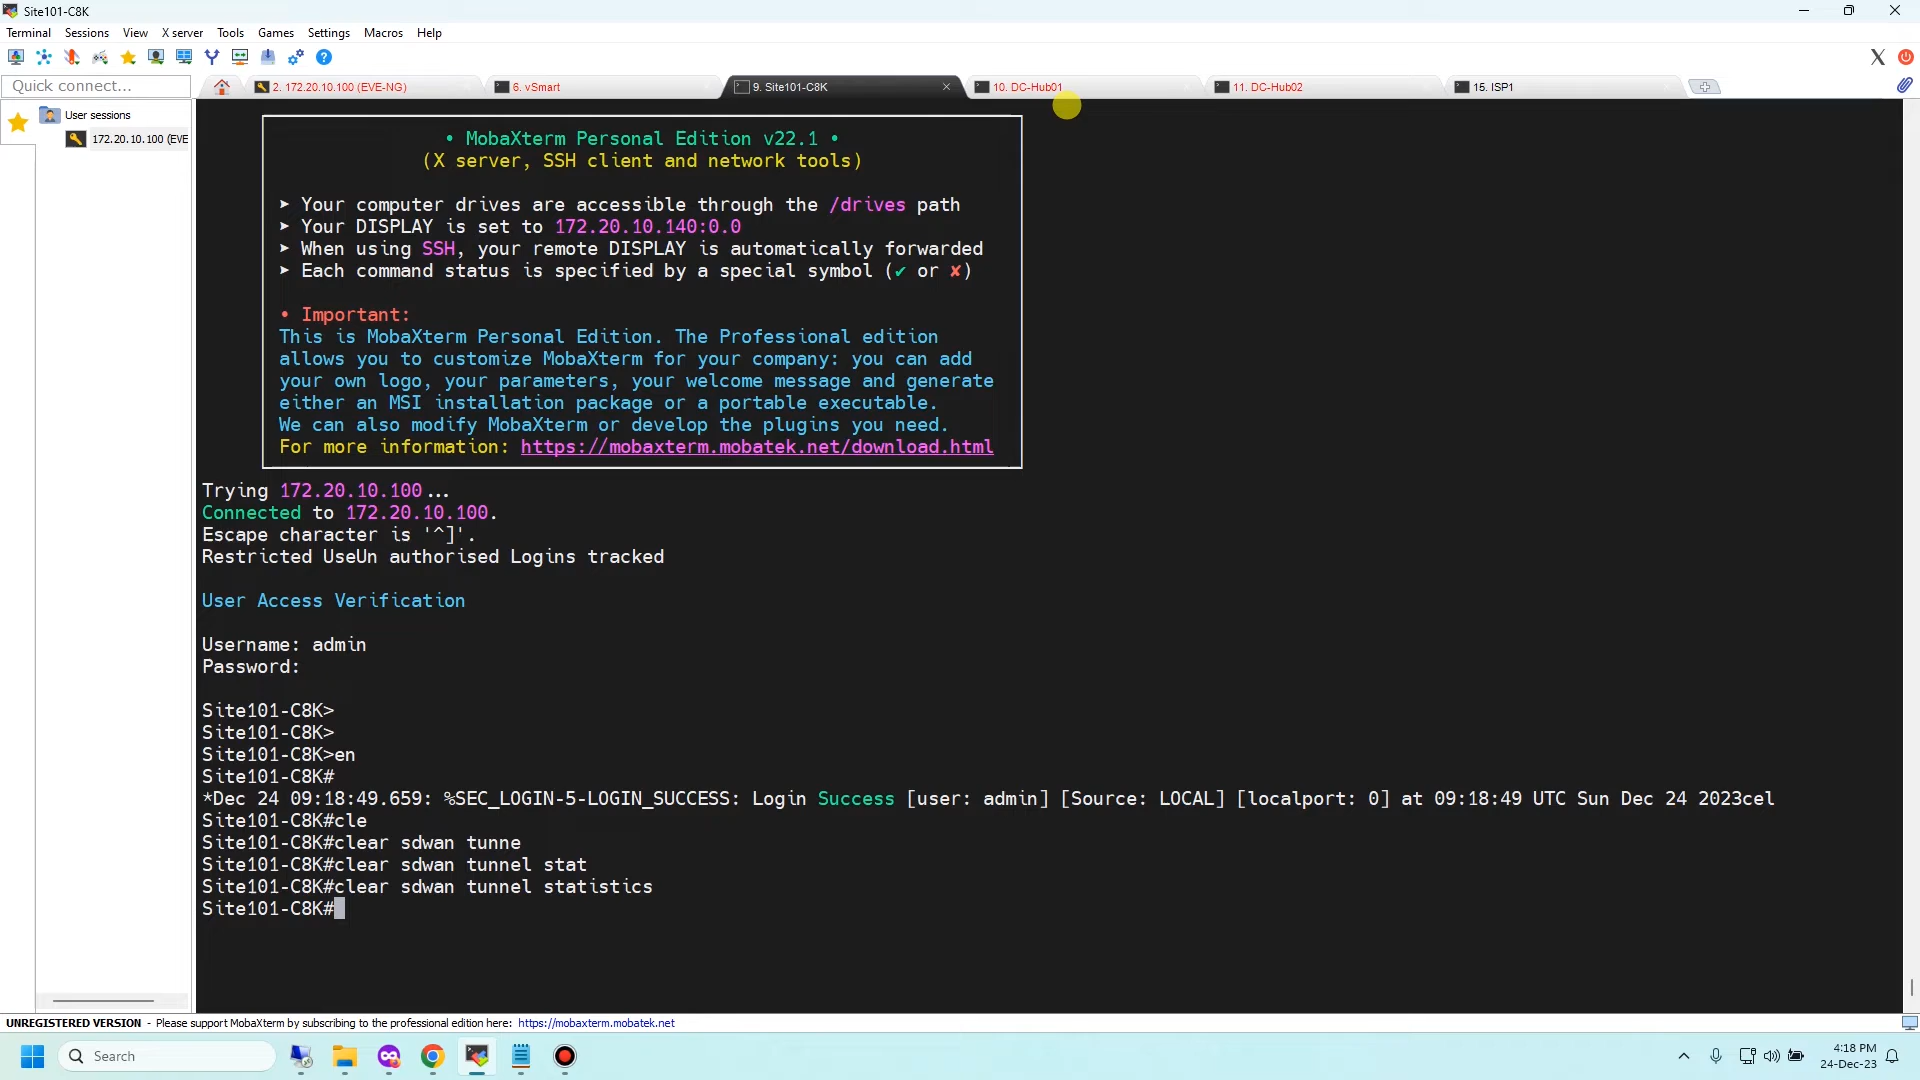 Site101-C8K
Terminal Sessions View X server Tools Games Settings Macros Help
Quick connect...
2. 172.20.10.100 (EVE-NG)
6. vSmart
9. Site101-C8K
10. DC-Hub01
11. DC-Hub02
15. ISP1
User sessions
172.20.10.100 (EVE
• MobaXterm Personal Edition v22.1 •
(X server, SSH client and network tools)
➤ Your computer drives are accessible through the /drives path
➤ Your DISPLAY is set to 172.20.10.140:0.0
➤ When using SSH, your remote DISPLAY is automatically forwarded
➤ Each command status is specified by a special symbol (✔ or ✘)
• Important:
This is MobaXterm Personal Edition. The Professional edition
allows you to customize MobaXterm for your company: you can add
your own logo, your parameters, your welcome message and generate
either an MSI installation package or a portable executable.
We can also modify MobaXterm or develop the plugins you need.
For more information: https://mobaxterm.mobatek.net/download.html
Trying 172.20.10.100...
Connected to 172.20.10.100.
Escape character is '^]'.
Restricted UseUn authorised Logins tracked
User Access Verification
Username: admin
Password:
Site101-C8K>
Site101-C8K>
Site101-C8K>en
Site101-C8K#
*Dec 24 09:18:49.659: %SEC_LOGIN-5-LOGIN_SUCCESS: Login Success [user: admin] [Source: LOCAL] [localport: 0] at 09:18:49 UTC Sun Dec 24 2023cel
Site101-C8K#cle
Site101-C8K#clear sdwan tunne
Site101-C8K#clear sdwan tunnel stat
Site101-C8K#clear sdwan tunnel statistics
Site101-C8K#
UNREGISTERED VERSION - Please support MobaXterm by subscribing to the professional edition here: https://mobaxterm.mobatek.net
Search
4:18 PM
24-Dec-23